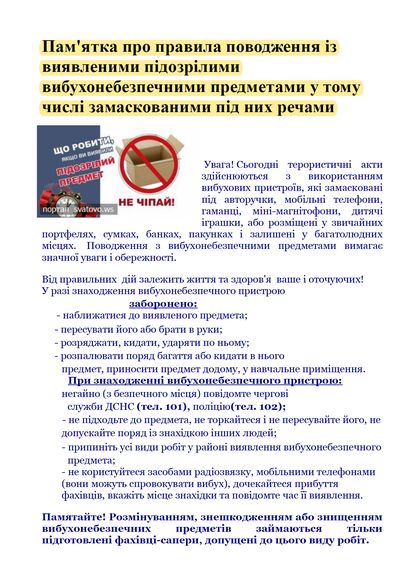 Пам'ятка про правила поводження із
виявленими підозрілими
вибухонебезпечними предметами у тому
числі замаскованими під них речами
ЩО РОБИТИ,
ЯКЩО ВИ ВИЯВИЛИ
ПІДОЗРІЛИЙ
ПРЕДМЕТ
НЕ ЧІПАЙ!
портал svatovo.ws
Увага! Сьогодні терористичні акти
здійснюються з використанням
вибухових пристроїв, які замасковані
під авторучки, мобільні телефони,
гаманці, міні-магнітофони, дитячі
іграшки, або розміщені у звичайних
портфелях, сумках, банках, пакунках і залишені у багатолюдних
місцях. Поводження з вибухонебезпечними предметами вимагає
значної уваги і обережності.
Від правильних дій залежить життя та здоров'я ваше і оточуючих!
У разі знаходження вибухонебезпечного пристрою
заборонено:
- наближатися до виявленого предмета;
- пересувати його або брати в руки;
- розряджати, кидати, ударяти по ньому;
- розпалювати поряд багаття або кидати в нього
предмет, приносити предмет додому, у навчальне приміщення.
При знаходженні вибухонебезпечного пристрою:
негайно (з безпечного місця) повідомте чергові
служби ДСНС (тел. 101), поліцію(тел. 102);
- не підходьте до предмета, не торкайтеся і не пересувайте його, не
допускайте поряд із знахідкою інших людей;
- припиніть усі види робіт у районі виявлення вибухонебезпечного
предмета;
- не користуйтеся засобами радіозвязку, мобільними телефонами
(вони можуть спровокувати вибух), дочекайтеся прибуття
фахівців, вкажіть місце знахідки та повідомте час її виявлення.
Памятайте! Розмінуванням, знешкодженням або знищенням
вибухонебезпечних предметів займаються тільки
підготовлені фахівці-сапери, допущені до цього виду робіт.